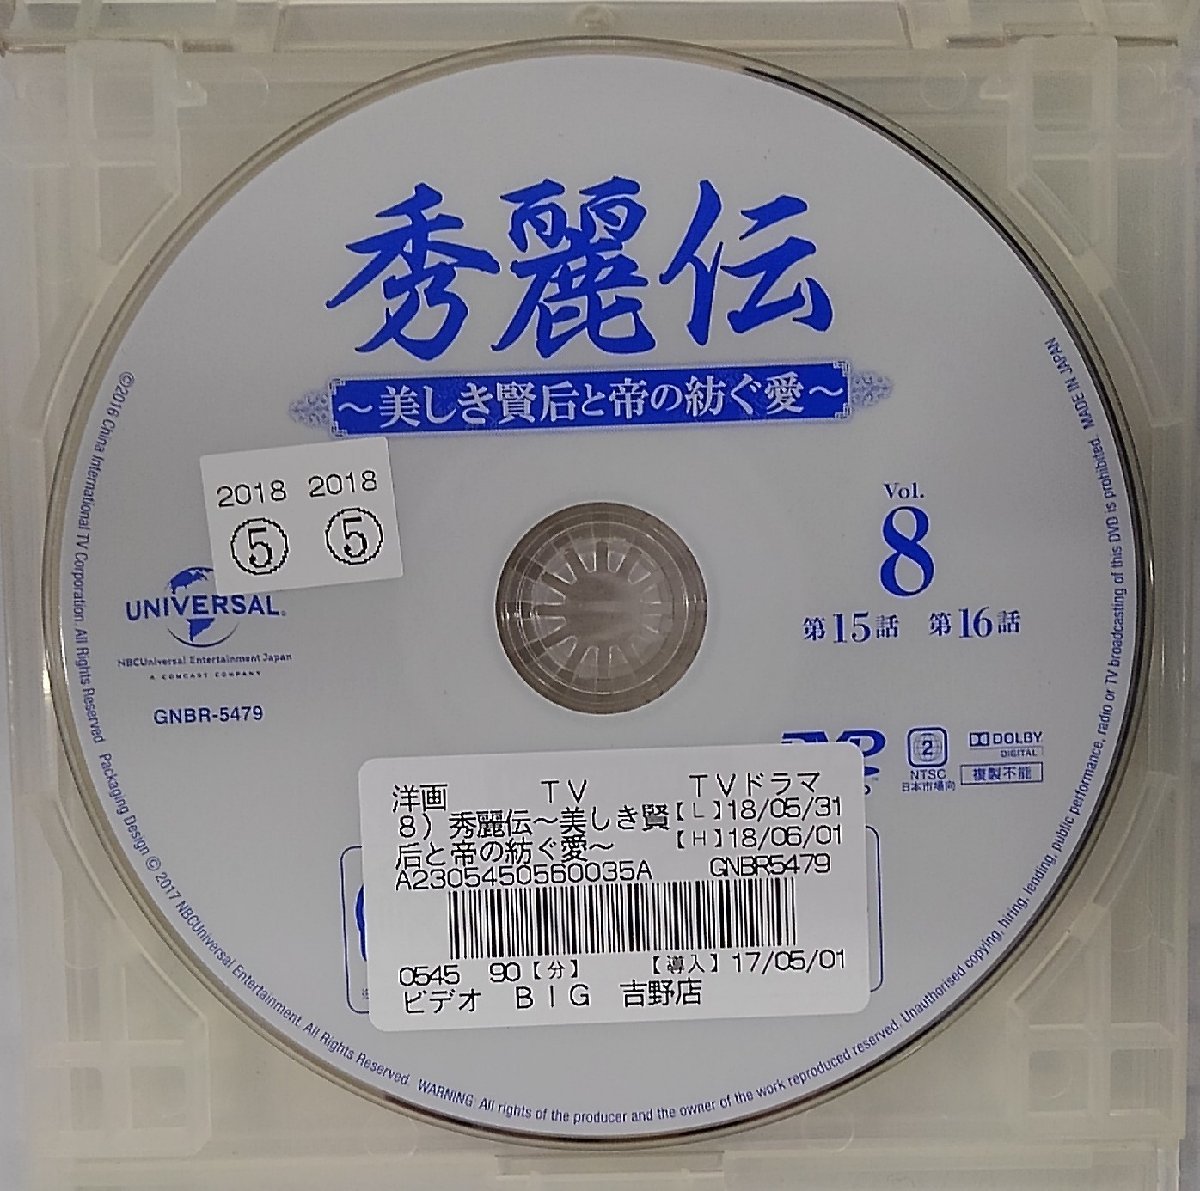 秀麗伝
～美しき賢后と帝の紡ぐ愛～
2018 2018
⑤ ⑤
Vol.
8
第15話 第16話
UNIVERSAL
NBCUniversal Entertainment Japan
A COMCAST COMPANY
GNBR-5479
2
NTSC
日本市場向
DOLBY
DIGITAL
複製不能
洋画 TV TVドラマ
8）秀麗伝～美しき賢【L】18/05/31
后と帝の紡ぐ愛～ 【H】18/06/01
A2305450560035A GNBR5479
0545 90【分】 【導入】17/05/01
ビデオ BIG 吉野店
©2016 China International TV Corporation. All Rights Reserved Packaging Design © 2017 NBCUniversal Entertainment. All Rights Reserved. WARNING: All rights of the producer and the owner of the work reproduced reserved. Unauthorised copying, hiring, lending, public performance, radio or TV broadcasting of this DVD is prohibited. MADE IN JAPAN